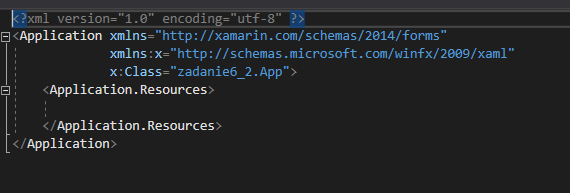 <?xml version="1.0" encoding="utf-8" ?>
<Application xmlns="http://xamarin.com/schemas/2014/forms"
xmlns:x="http://schemas.microsoft.com/winfx/2009/xaml"
x:Class="zadanie6_2.App">
<Application.Resources>
</Application.Resources>
</Application>